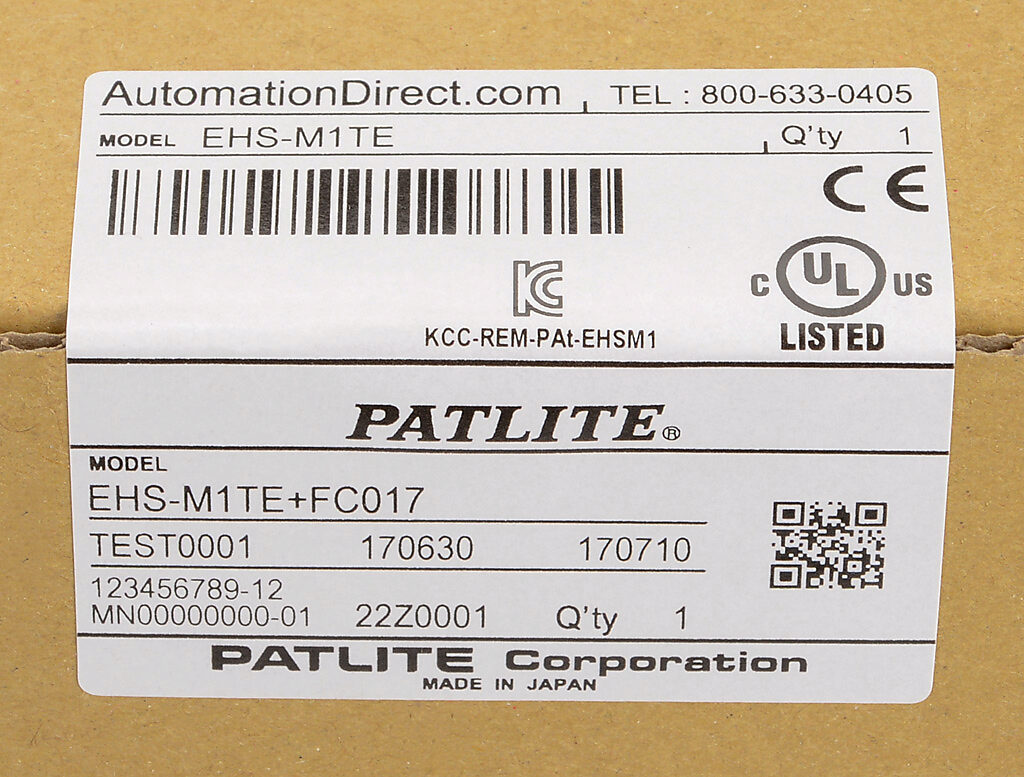 AutomationDirect.com , TEL : 800-633-0405
MODEL EHS-M1TE , Q'ty 1
CE
KC
C UL US
LISTED
KCC-REM-PAt-EHSM1
PATLITE®
MODEL
EHS-M1TE+FC017
TEST0001 170630 170710
123456789-12
MN00000000-01 22Z0001 Q'ty 1
PATLITE Corporation
MADE IN JAPAN